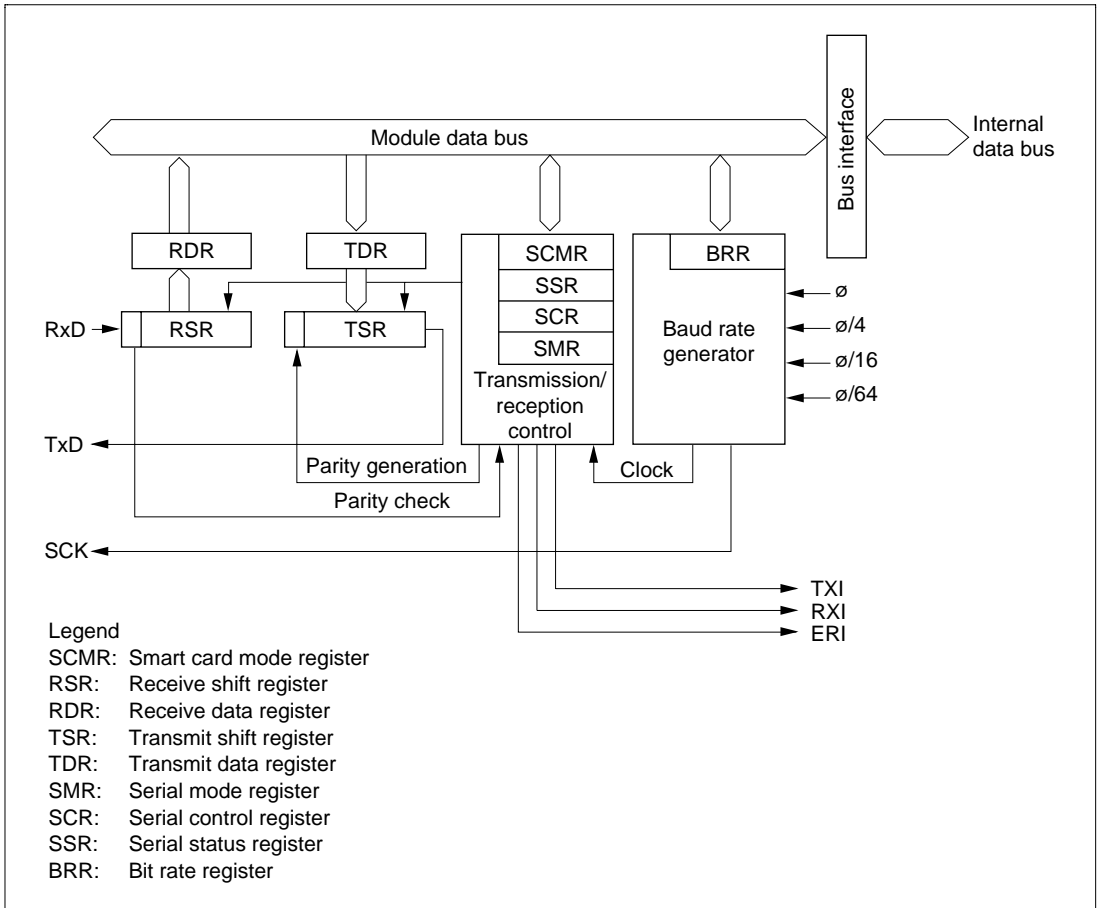 Module data bus
Bus interface
Internal
data bus
RDR
TDR
SCMR
SSR
SCR
SMR
Transmission/
reception
control
BRR
Baud rate
generator
ø
ø/4
ø/16
ø/64
RxD
RSR
TSR
TxD
Parity generation
Parity check
Clock
SCK
TXI
RXI
ERI
Legend
SCMR: Smart card mode register
RSR: Receive shift register
RDR: Receive data register
TSR: Transmit shift register
TDR: Transmit data register
SMR: Serial mode register
SCR: Serial control register
SSR: Serial status register
BRR: Bit rate register